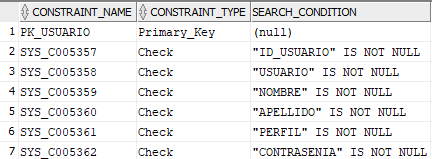 CONSTRAINT_NAME CONSTRAINT_TYPE SEARCH_CONDITION
1 PK_USUARIO Primary_Key (null)
2 SYS_C005357 Check "ID_USUARIO" IS NOT NULL
3 SYS_C005358 Check "USUARIO" IS NOT NULL
4 SYS_C005359 Check "NOMBRE" IS NOT NULL
5 SYS_C005360 Check "APELLIDO" IS NOT NULL
6 SYS_C005361 Check "PERFIL" IS NOT NULL
7 SYS_C005362 Check "CONTRASENIA" IS NOT NULL